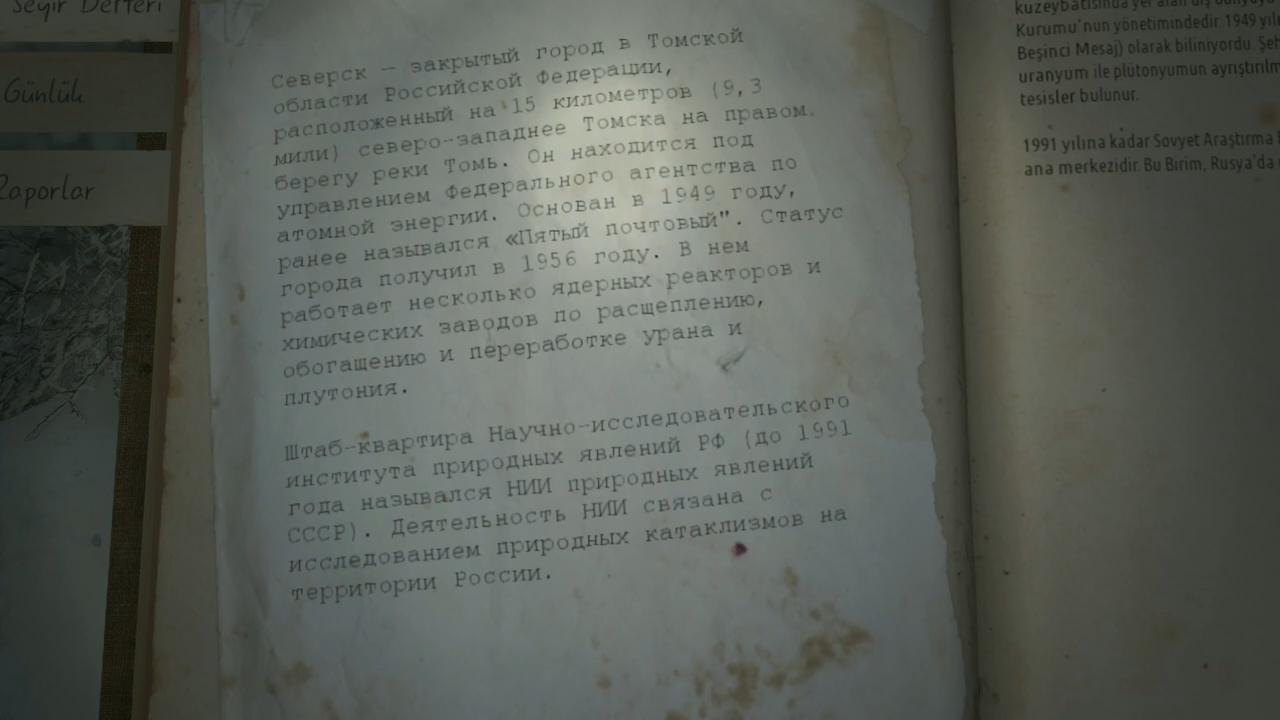 Seyir Defteri
Günlük
Raporlar
Северск — закрытый город в Томской
области Российской Федерации,
расположенный на 15 километров (9,3
мили) северо-западнее Томска на правом
берегу реки Томь. Он находится под
управлением Федерального агентства по
атомной энергии. Основан в 1949 году,
ранее назывался «Пятый почтовый". Статус
города получил в 1956 году. В нем
работает несколько ядерных реакторов и
химических заводов по расщеплению,
обогащению и переработке урана и
плутония.
Штаб-квартира Научно-исследовательского
института природных явлений РФ (до 1991
года назывался НИИ природных явлений
СССР). Деятельность НИИ связана с
исследованием природных катаклизмов на
территории России.
kuzeybatısında yer alan
Kurumu'nun yönetimindedir. 1949
Beşinci Mesaj) olarak biliniyordu.
uranyum ile plütonyumun
tesisler bulunur.
1991 yılına kadar Sovyet Araştırma
ana merkezidir. Bu Birim, Rusya'da